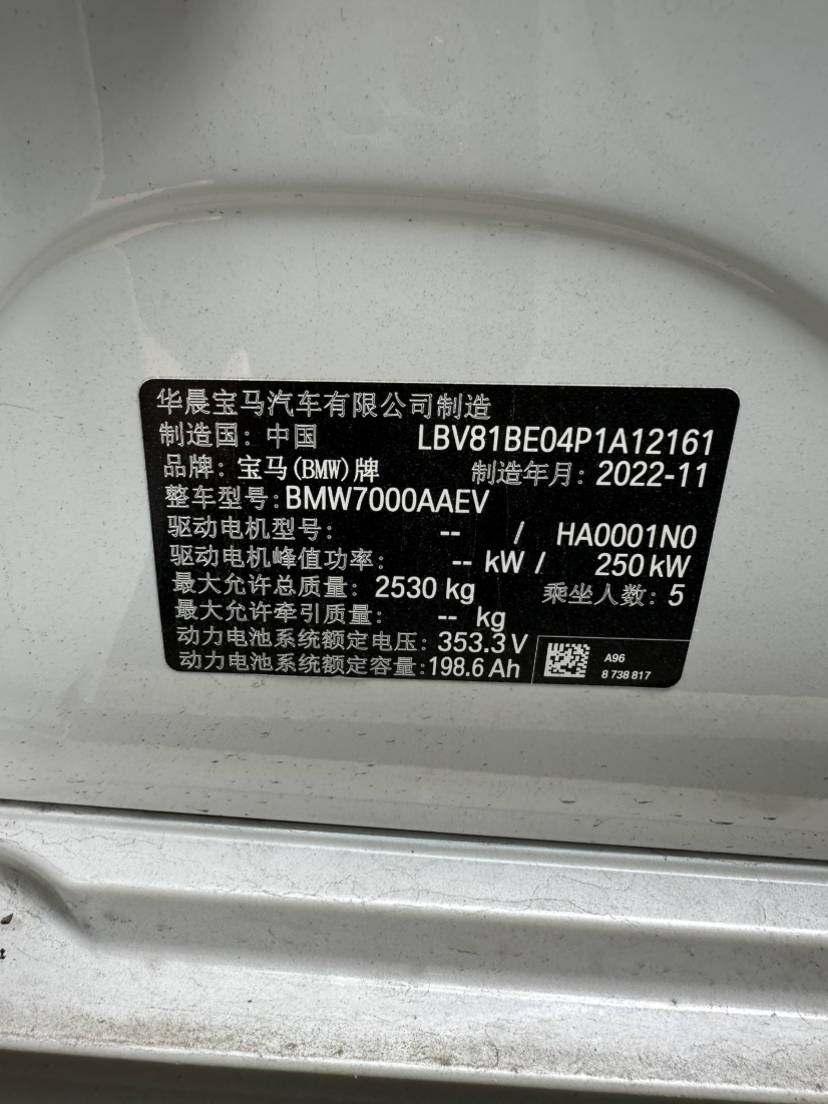 华晨宝马汽车有限公司制造
制造国: 中国 LBV81BE04P1A12161
品牌: 宝马(BMW)牌 制造年月: 2022-11
整车型号: BMW7000AAEV
驱动电机型号: -- / HA0001N0
驱动电机峰值功率: -- kW / 250 kW
最大允许总质量: 2530 kg 乘坐人数: 5
最大允许牵引质量: -- kg
动力电池系统额定电压: 353.3 V
动力电池系统额定容量: 198.6 Ah
A96
8 738 817